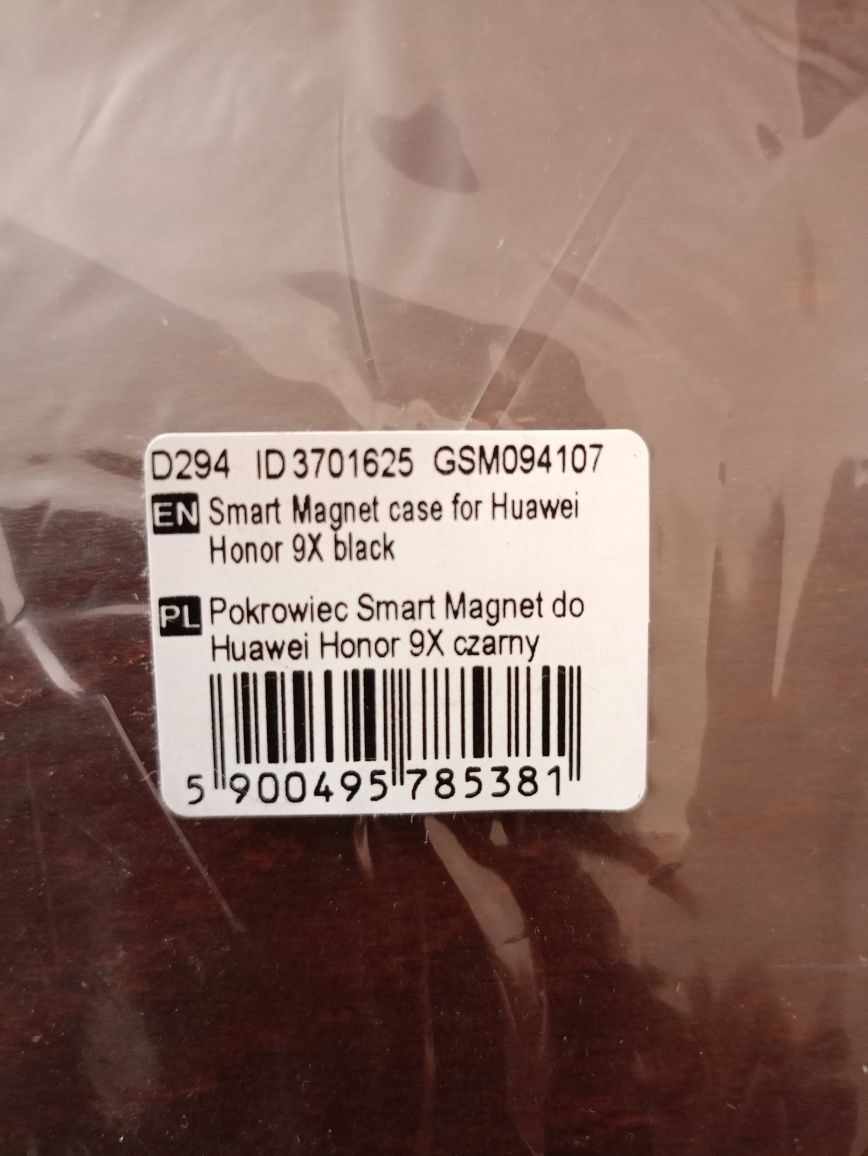 D294 ID 3701625 GSM094107
EN Smart Magnet case for Huawei
Honor 9X black
PL Pokrowiec Smart Magnet do
Huawei Honor 9X czarny
5 900495 785381